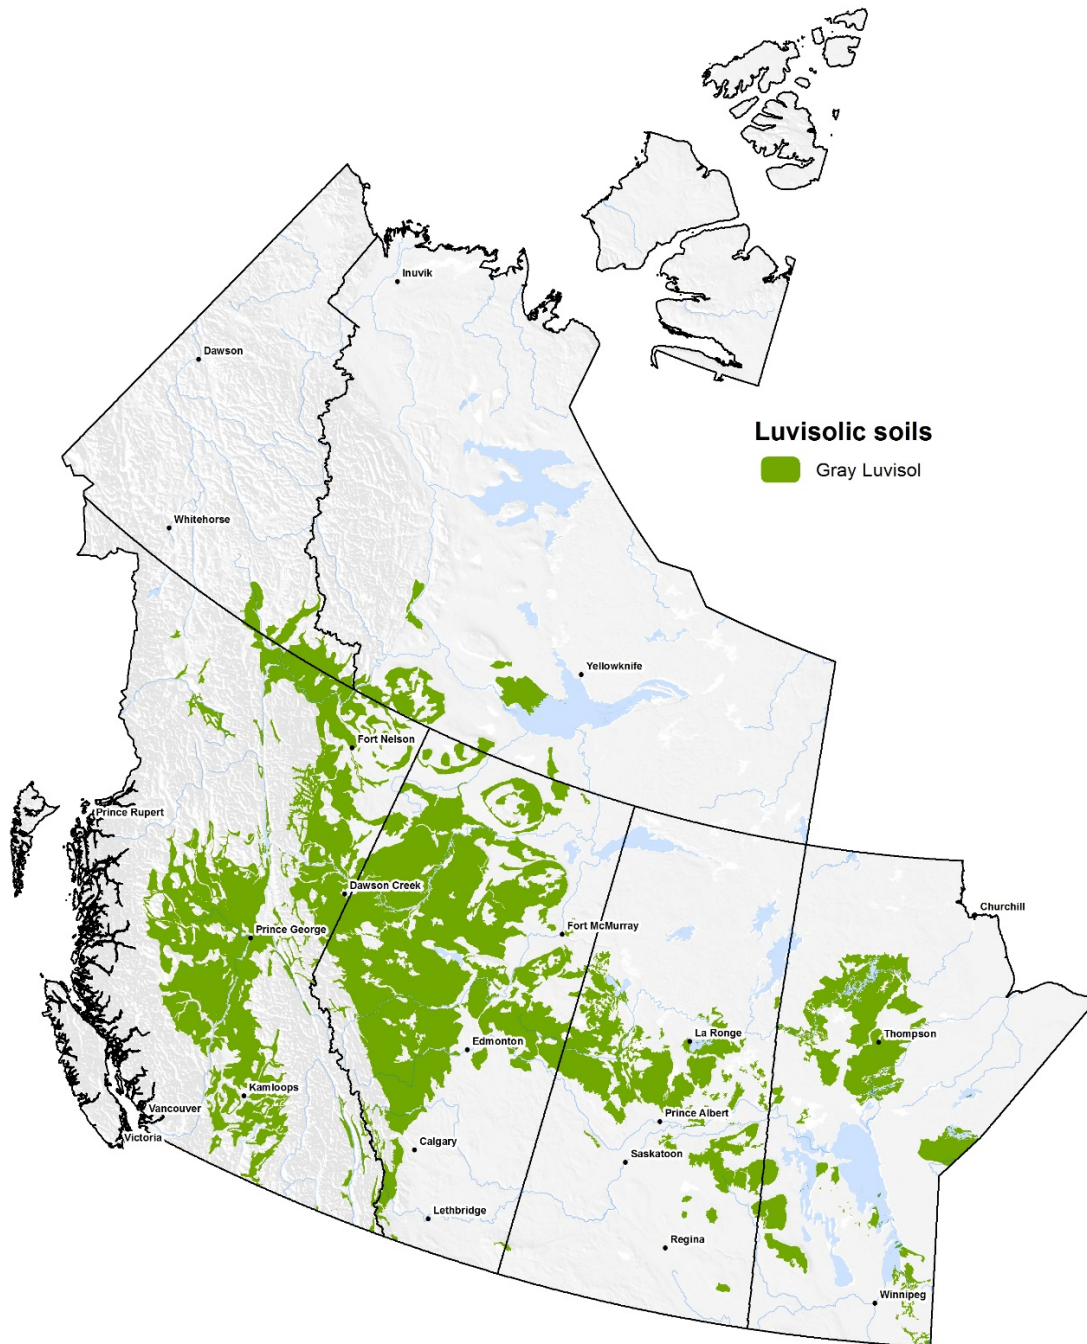 Inuvik
Dawson
Luvisolic soils
Gray Luvisol
Whitehorse
Yellowknife
Fort Nelson
Prince Rupert
Dawson Creek
Churchill
Prince George
Fort McMurray
La Ronge
Thompson
Edmonton
Kamloops
Vancouver
Prince Albert
Victoria
Calgary
Saskatoon
Lethbridge
Regina
Winnipeg